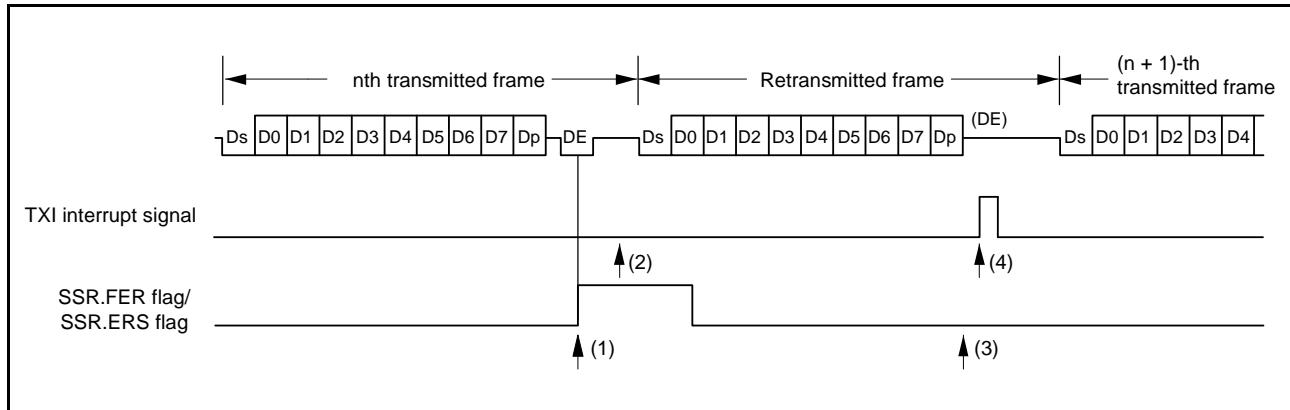 nth transmitted frame
Retransmitted frame
(n + 1)-th
transmitted frame
Ds D0 D1 D2 D3 D4 D5 D6 D7 Dp DE Ds D0 D1 D2 D3 D4 D5 D6 D7 Dp (DE) Ds D0 D1 D2 D3 D4
TXI interrupt signal
(2) (4)
SSR.FER flag/
SSR.ERS flag
(1) (3)